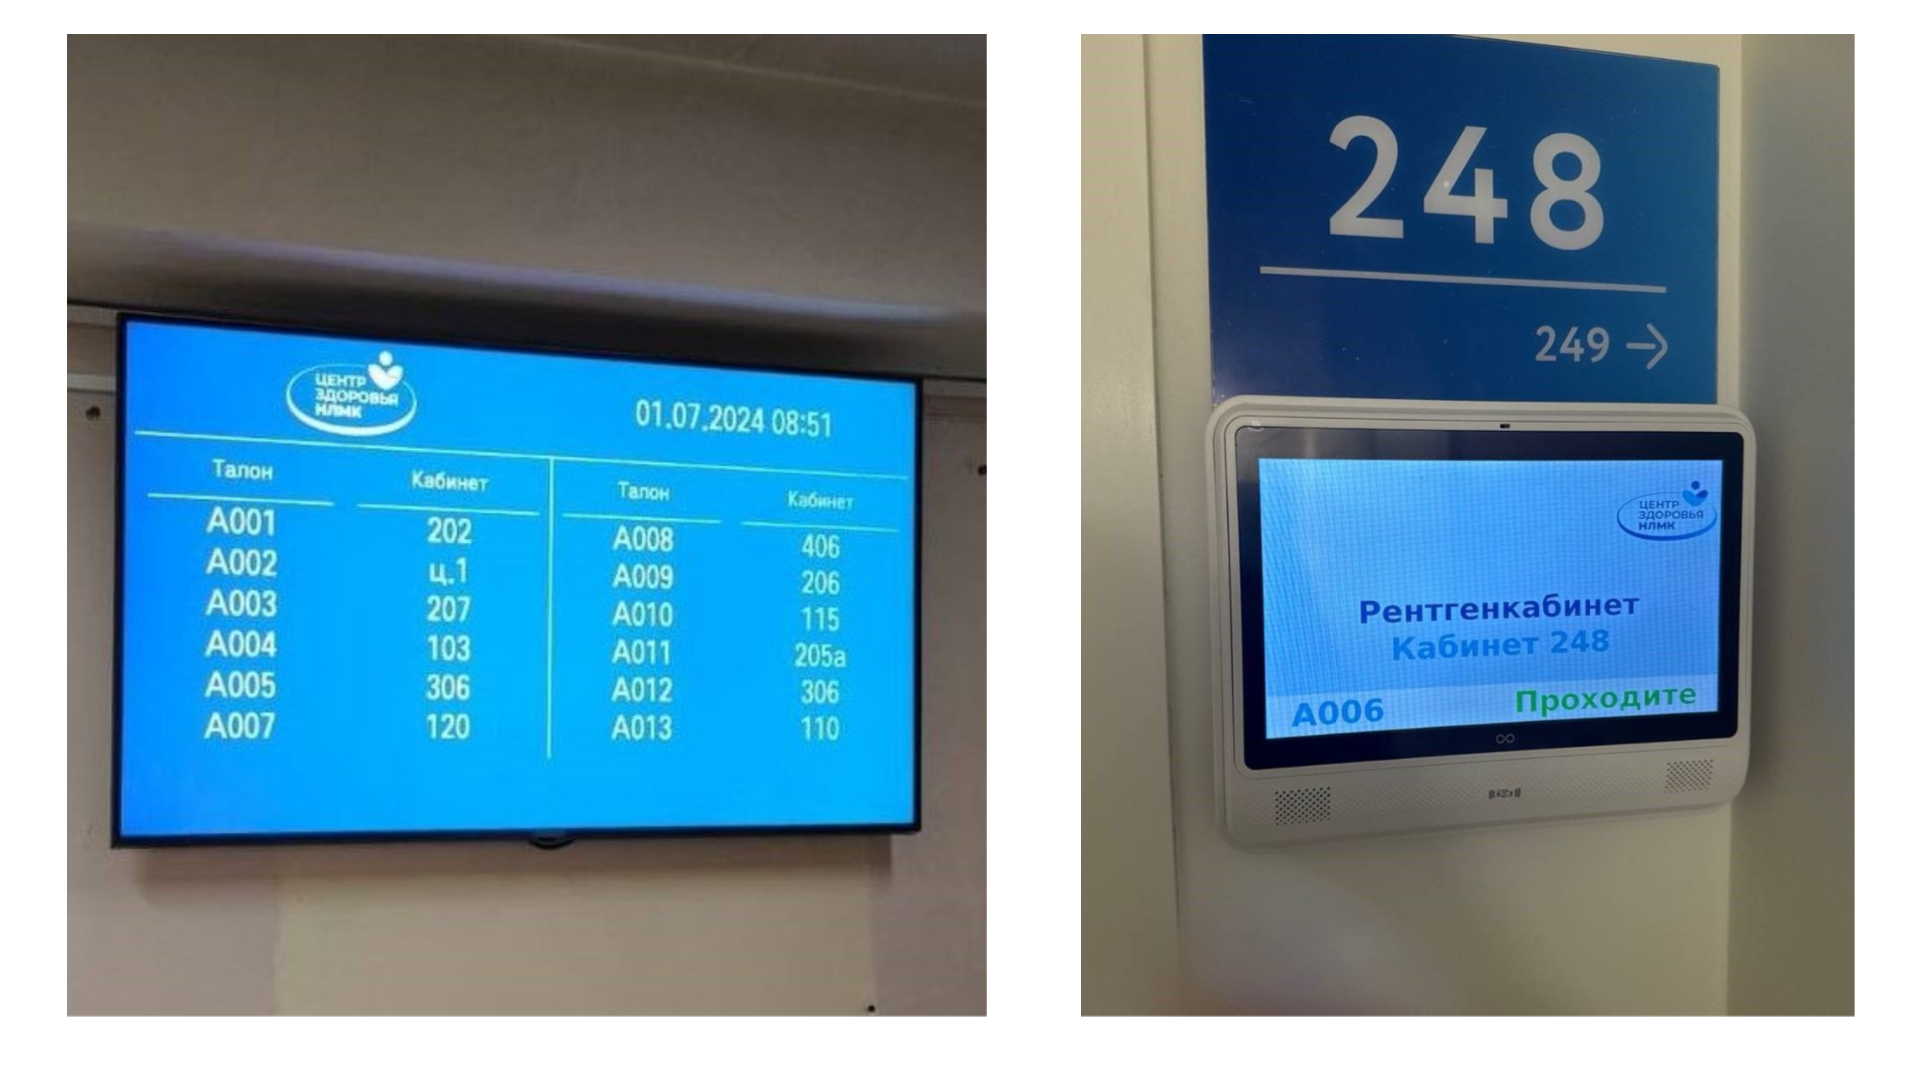 ЦЕНТР
ЗДОРОВЬЯ
НЛМК
01.07.2024 08:51
Талон Кабинет Талон Кабинет
A001 202 A008 406
A002 ц.1 A009 206
A003 207 A010 115
A004 103 A011 205а
A005 306 A012 306
A007 120 A013 110
248
249 →
ЦЕНТР
ЗДОРОВЬЯ
НЛМК
Рентгенкабинет
Кабинет 248
A006 Проходите